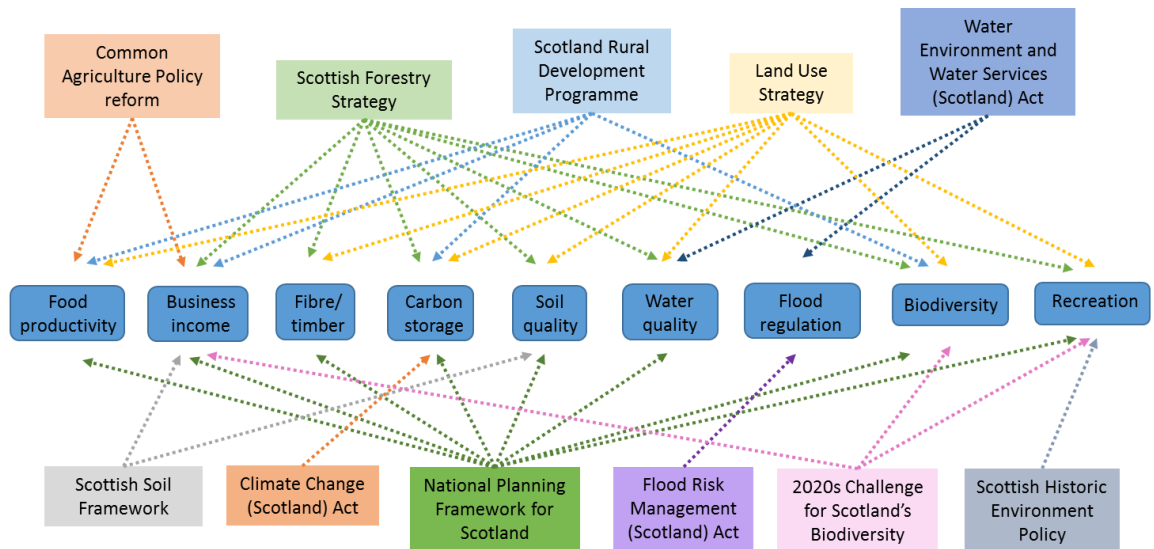 Common
Agriculture Policy
reform
Scottish Forestry
Strategy
Scotland Rural
Development
Programme
Land Use
Strategy
Water
Environment and
Water Services
(Scotland) Act
Food
productivity
Business
income
Fibre/
timber
Carbon
storage
Soil
quality
Water
quality
Flood
regulation
Biodiversity
Recreation
Scottish Soil
Framework
Climate Change
(Scotland) Act
National Planning
Framework for
Scotland
Flood Risk
Management
(Scotland) Act
2020s Challenge
for Scotland’s
Biodiversity
Scottish Historic
Environment
Policy